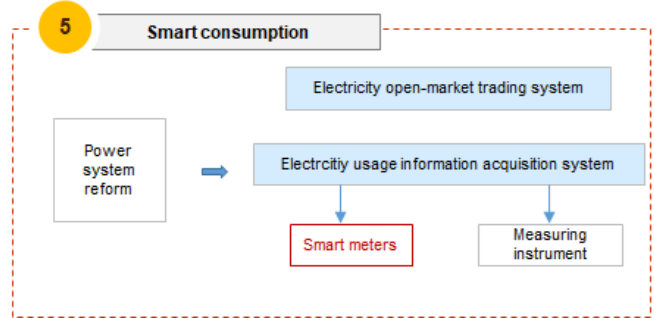 5
Smart consumption
Electricity open-market trading system
Power
system
reform
Electrcitiy usage information acquisition system
Smart meters
Measuring
instrument